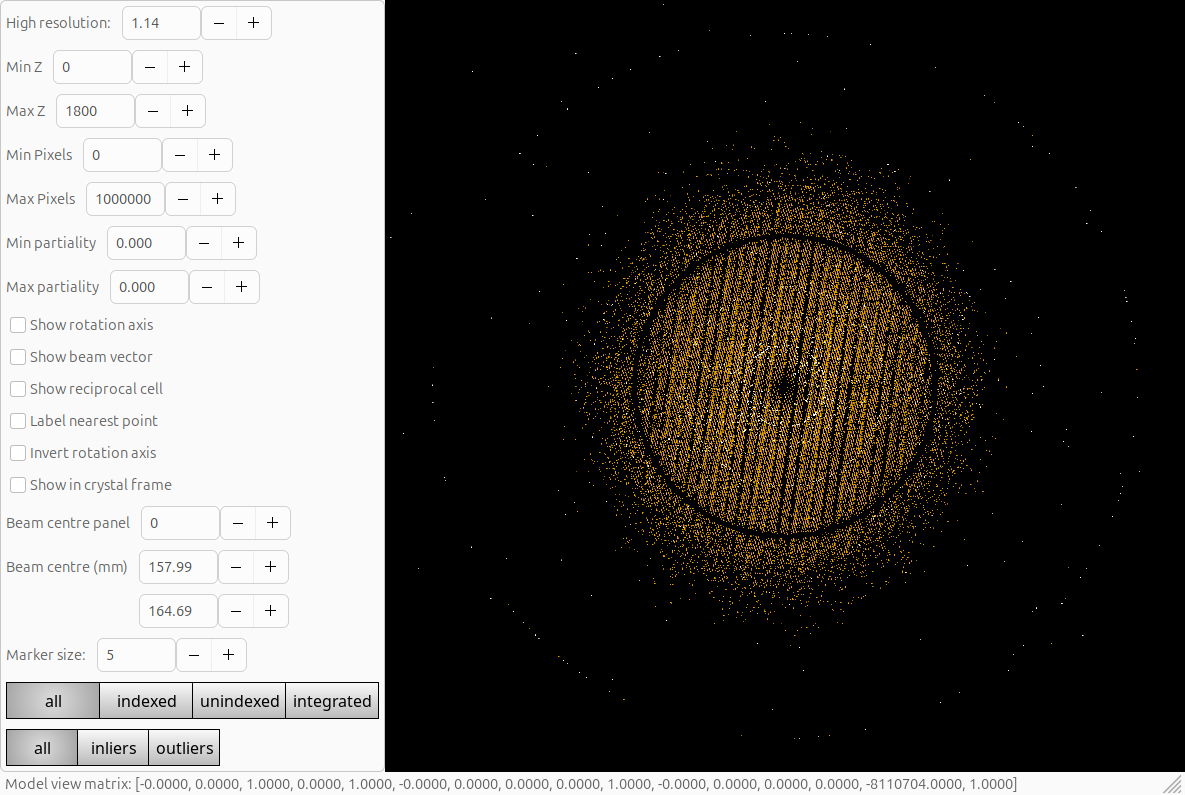 High resolution: 1.14 − +
Min Z 0 − +
Max Z 1800 − +
Min Pixels 0 − +
Max Pixels 1000000 − +
Min partiality 0.000 − +
Max partiality 0.000 − +
Show rotation axis
Show beam vector
Show reciprocal cell
Label nearest point
Invert rotation axis
Show in crystal frame
Beam centre panel 0 − +
Beam centre (mm) 157.99 − +
164.69 − +
Marker size: 5 − +
all indexed unindexed integrated
all inliers outliers
Model view matrix: [-0.0000, 0.0000, 1.0000, 0.0000, 1.0000, -0.0000, 0.0000, 0.0000, 0.0000, 1.0000, -0.0000, 0.0000, 0.0000, 0.0000, -8110704.0000, 1.0000]